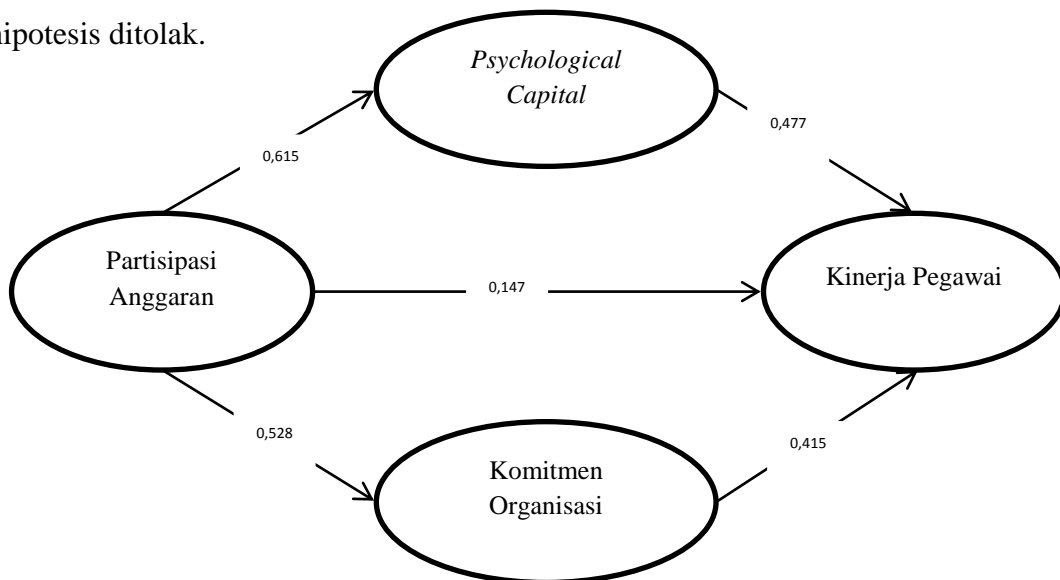 hipotesis ditolak.
Psychological
Capital
0,477
0,615
Partisipasi
Anggaran
0,147
Kinerja Pegawai
0,528
0,415
Komitmen
Organisasi